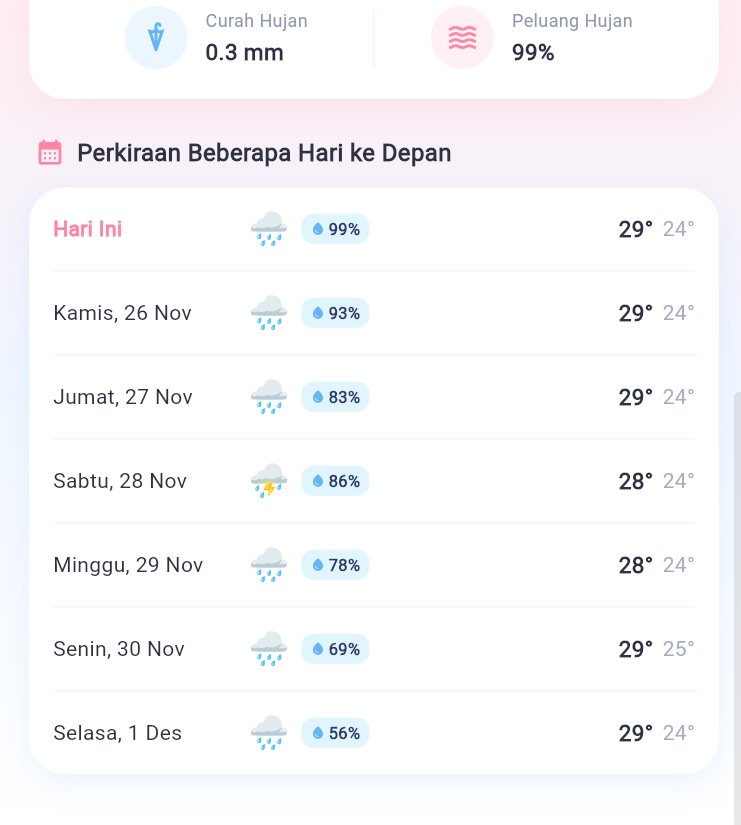 Curah Hujan
0.3 mm
Peluang Hujan
99%
Perkiraan Beberapa Hari ke Depan
Hari Ini 99% 29° 24°
Kamis, 26 Nov 93% 29° 24°
Jumat, 27 Nov 83% 29° 24°
Sabtu, 28 Nov 86% 28° 24°
Minggu, 29 Nov 78% 28° 24°
Senin, 30 Nov 69% 29° 25°
Selasa, 1 Des 56% 29° 24°